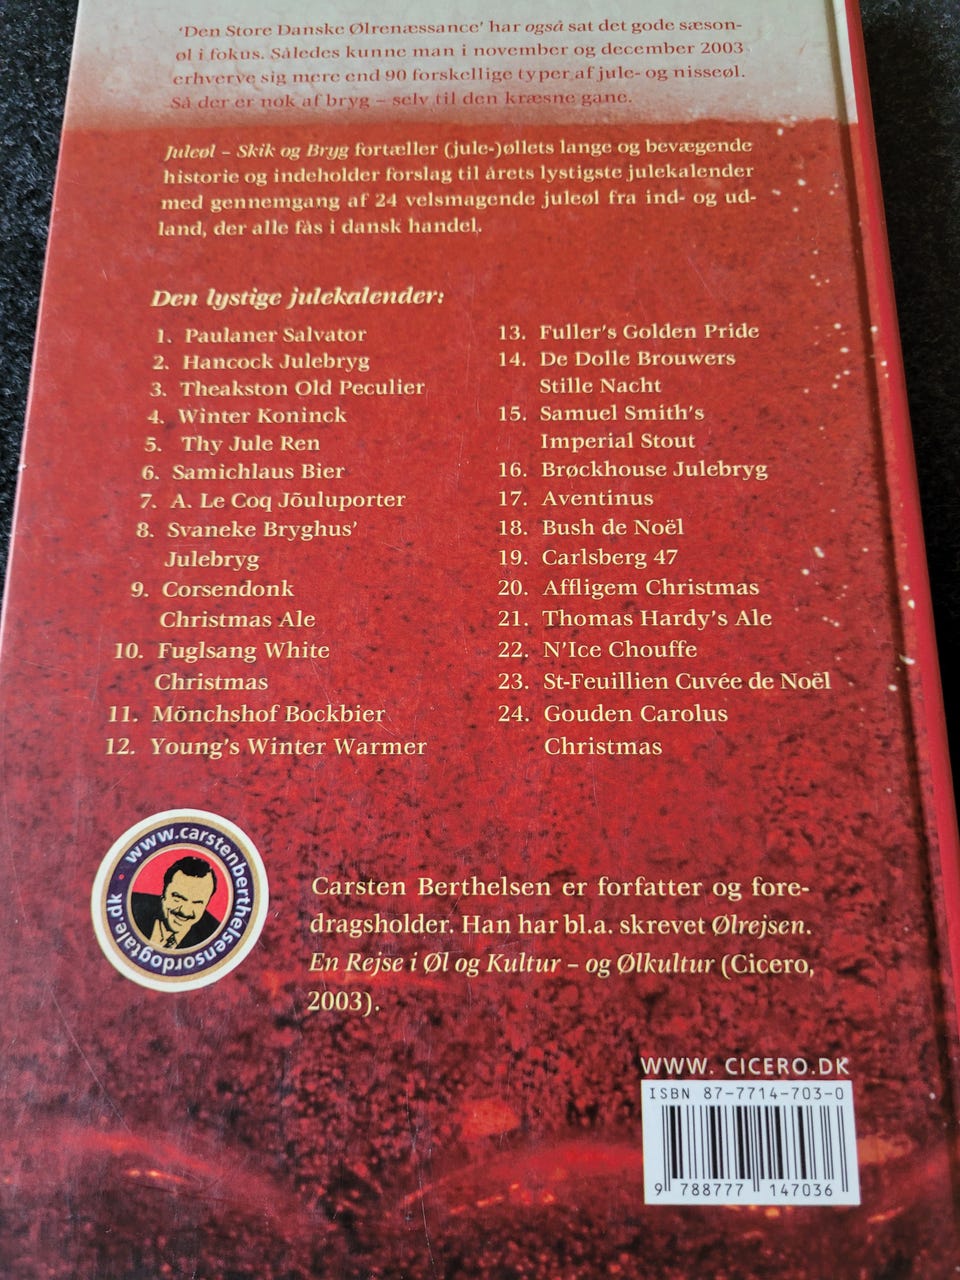 'Den Store Danske Ølrenæssance' har også sat det gode sæson-
øl i fokus. Således kunne man i november og december 2003
erhverve sig mere end 90 forskellige typer af jule- og nisseøl.
Så der er nok af bryg – selv til den kræsne gane.
Juleøl – Skik og Bryg fortæller (jule-)øllets lange og bevægende
historie og indeholder forslag til årets lystigste julekalender
med gennemgang af 24 velsmagende juleøl fra ind- og ud-
land, der alle fås i dansk handel.
Den lystige julekalender:
1. Paulaner Salvator
2. Hancock Julebryg
3. Theakston Old Peculier
4. Winter Koninck
5. Thy Jule Ren
6. Samichlaus Bier
7. A. Le Coq Jõuluporter
8. Svaneke Bryghus'
Julebryg
9. Corsendonk
Christmas Ale
10. Fuglsang White
Christmas
11. Mönchshof Bockbier
12. Young's Winter Warmer
13. Fuller's Golden Pride
14. De Dolle Brouwers
Stille Nacht
15. Samuel Smith's
Imperial Stout
16. Brøckhouse Julebryg
17. Aventinus
18. Bush de Noël
19. Carlsberg 47
20. Affligem Christmas
21. Thomas Hardy's Ale
22. N'Ice Chouffe
23. St-Feuillien Cuvée de Noël
24. Gouden Carolus
Christmas
www.carstenberthelsensordogtale.dk
Carsten Berthelsen er forfatter og fore-
dragsholder. Han har bl.a. skrevet Ølrejsen.
En Rejse i Øl og Kultur – og Ølkultur (Cicero,
2003).
WWW. CICERO.DK
ISBN 87-7714-703-0
9 788777 147036